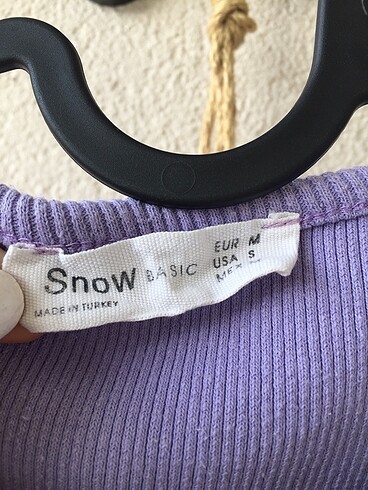 Snow BASIC
MADE IN TURKEY
EUR M
USA S
MEX